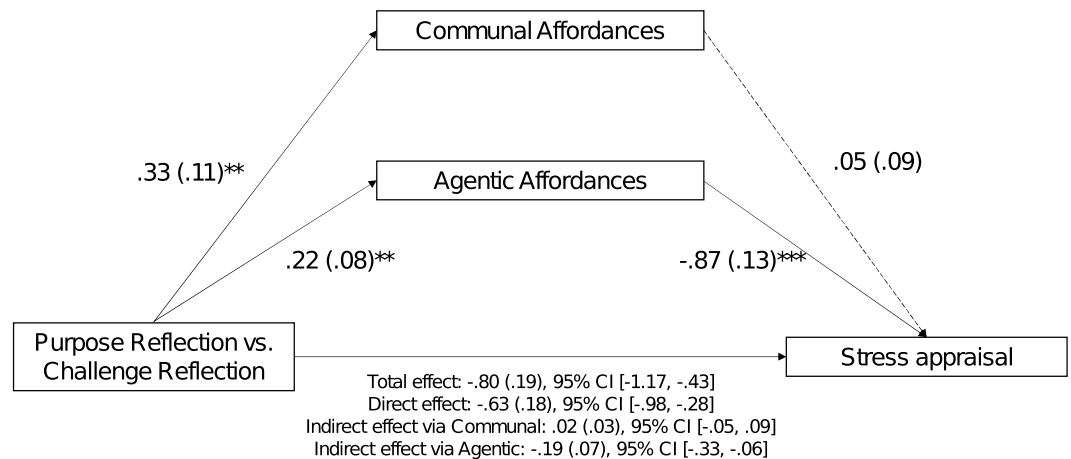 Communal Affordances
.33 (.11)**
.05 (.09)
Agentic Affordances
.22 (.08)**
-.87 (.13)***
Purpose Reflection vs.
Challenge Reflection
Stress appraisal
Total effect: -.80 (.19), 95% CI [-1.17, -.43]
Direct effect: -.63 (.18), 95% CI [-.98, -.28]
Indirect effect via Communal: .02 (.03), 95% CI [-.05, .09]
Indirect effect via Agentic: -.19 (.07), 95% CI [-.33, -.06]